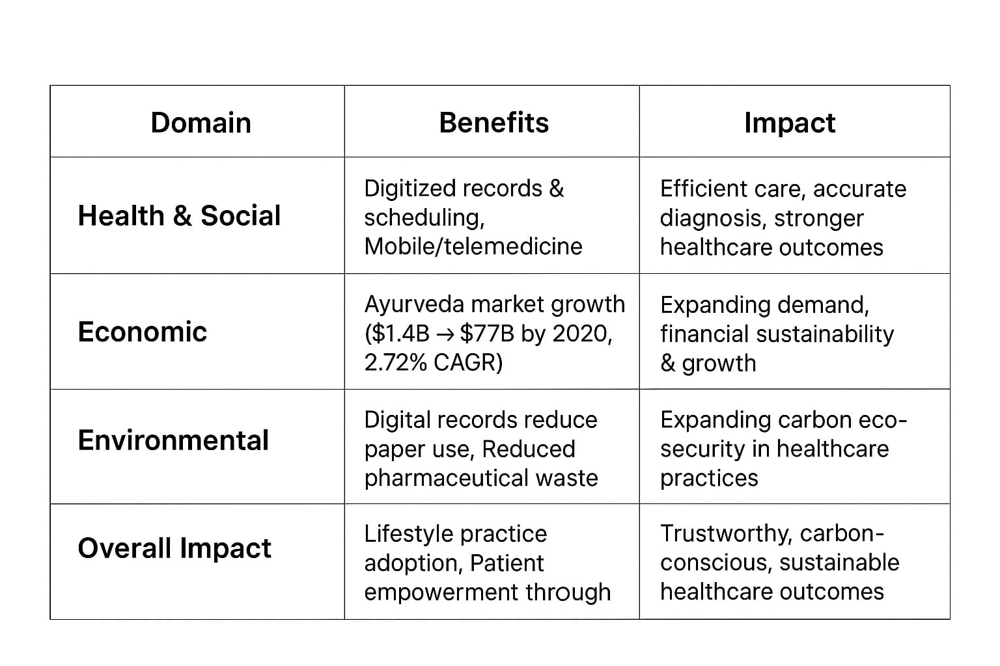 Domain
Benefits
Impact
Health & Social
Digitized records &
scheduling,
Mobile/telemedicine
Efficient care, accurate
diagnosis, stronger
healthcare outcomes
Economic
Ayurveda market growth
($1.4B → $77B by 2020,
2.72% CAGR)
Expanding demand,
financial sustainability
& growth
Environmental
Digital records reduce
paper use, Reduced
pharmaceutical waste
Expanding carbon eco-
security in healthcare
practices
Overall Impact
Lifestyle practice
adoption, Patient
empowerment through
Trustworthy, carbon-
conscious, sustainable
healthcare outcomes